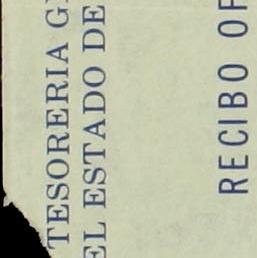 TESORERIA G
EL ESTADO DE
RECIBO OF